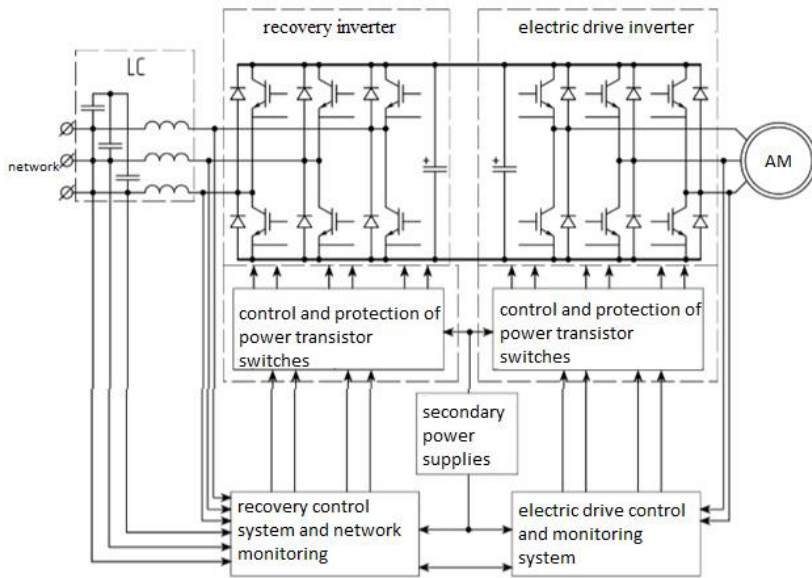 recovery inverter
electric drive inverter
LC
network
AM
+
+
control and protection of
power transistor
switches
control and protection of
power transistor
switches
secondary
power
supplies
recovery control
system and network
monitoring
electric drive control
and monitoring
system